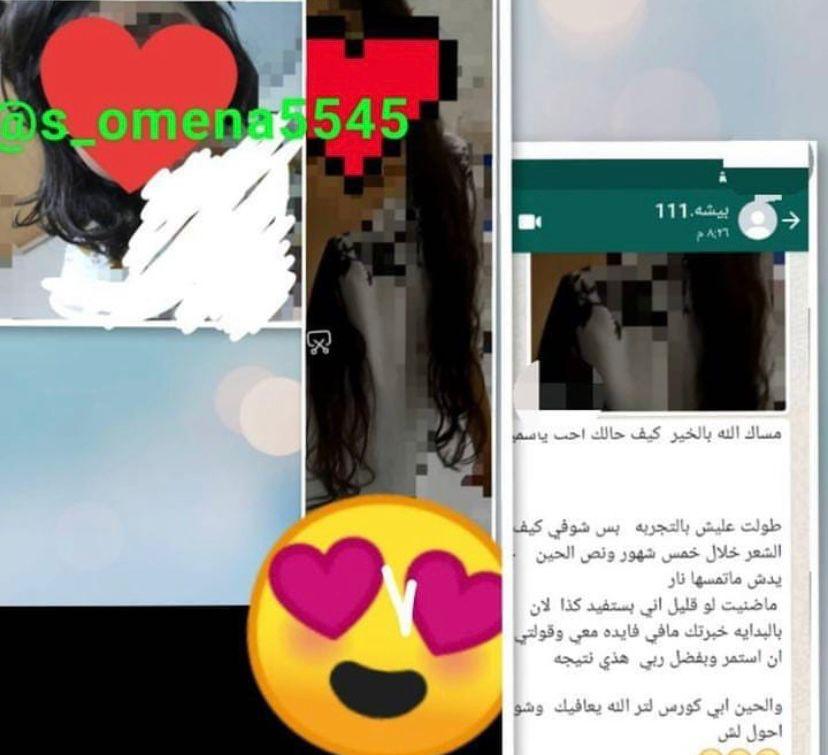 @s_omena5545
بيشه.111
٨:٢٦ م
مساك الله بالخير كيف حالك احب
طولت عليش بالتجربه بس شوفي كيف
الشعر خلال خمس شهور ونص الحين
يدش ماتمسها نار
ماضنيت لو قليل اني بستفيد كذا لان
بالبدايه خبرتك مافي فايده معي وقولتي
ان استمر وبفضل ربي هذي نتيجه
والحين ابي كورس لتر الله يعافيك وشو
احول لش
٧